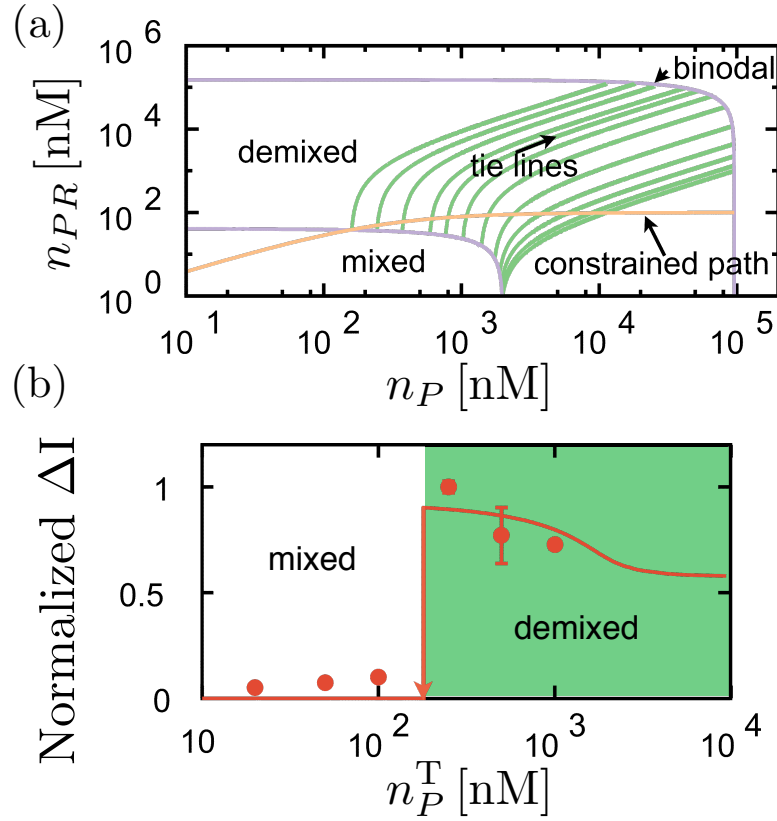 (a)
10^6
10^4
10^2
10^0
n_{PR} [nM]
binodal
demixed
tie lines
mixed
constrained path
10^1 10^2 10^3 10^4 10^5
n_P [nM]
(b)
Normalized ΔI
1
0.5
0
mixed
demixed
10 10^2 10^3 10^4
n_P^T [nM]